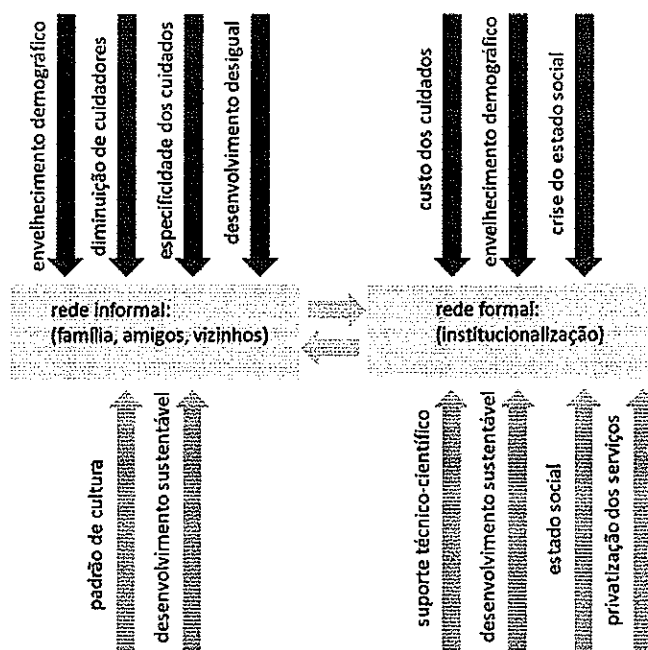 envelhecimento demográfico
diminuição de cuidadores
especificidade dos cuidados
desenvolvimento desigual
custo dos cuidados
envelhecimento demográfico
crise do estado social
rede informal:
(família, amigos, vizinhos)
rede formal:
(institucionalização)
padrão de cultura
desenvolvimento sustentável
suporte técnico-científico
desenvolvimento sustentável
estado social
privatização dos serviços